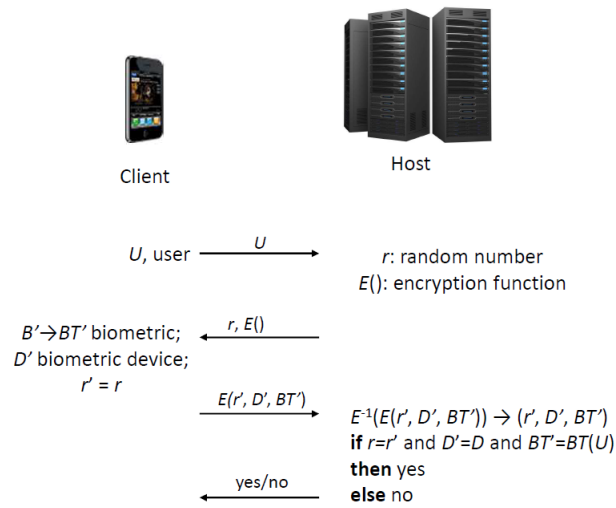 Client
Host
U, user
U
r: random number
E(): encryption function
r, E()
B′→BT′ biometric;
D′ biometric device;
r′ = r
E(r′, D′, BT′)
E⁻¹(E(r′, D′, BT′)) → (r′, D′, BT′)
if r=r′ and D′=D and BT′=BT(U)
then yes
else no
yes/no